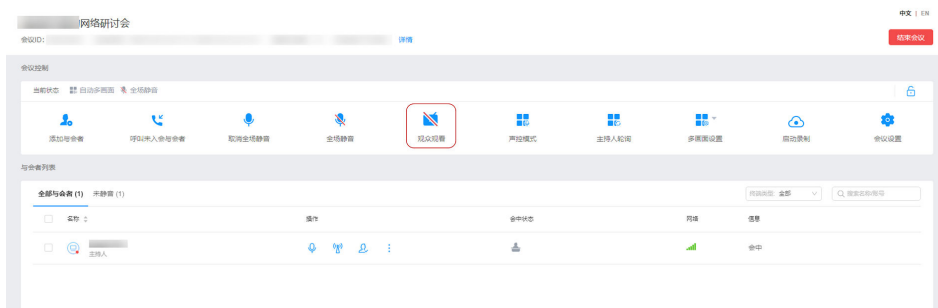 中文 | EN
网络研讨会
会议ID:
详情
结束会议
会议控制
当前状态 自动多画面 全场静音
添加与会者 呼叫未入会与会者 取消全场静音 全场静音 观众观看 声控模式 主持人轮询 多画面设置 启动录制 会议设置
与会者列表
全部与会者 (1) 未静音 (1) 终端类型: 全部 搜索名称/账号
名称 操作 会中状态 网络 信息
主持人 会中